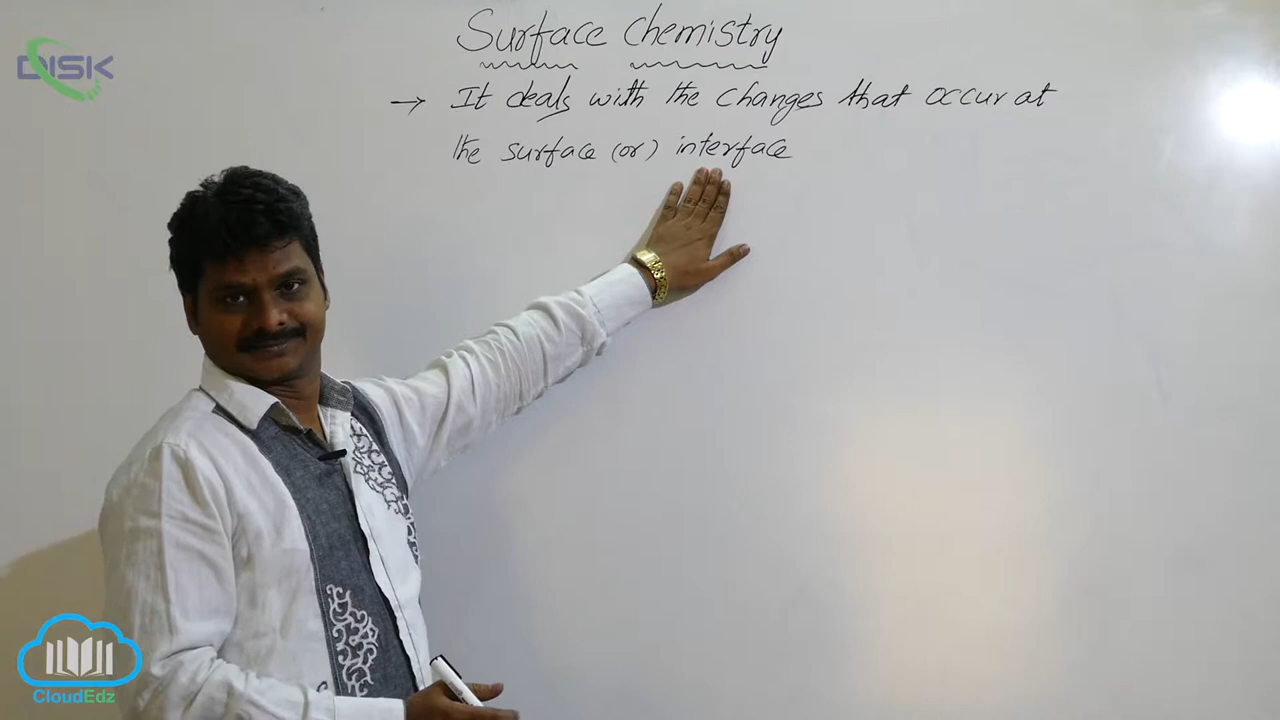 Surface Chemistry
DISK
→ It deals with the changes that occur at
the surface (or) interface
CloudEdz